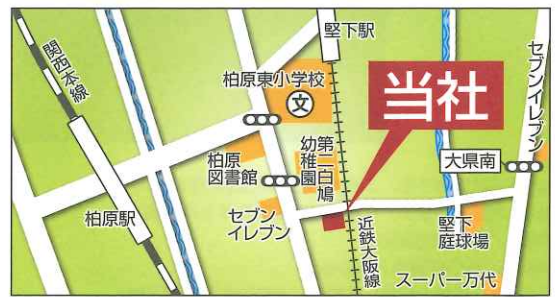 関西本線
堅下駅
セブンイレブン
柏原東小学校
文
当社
柏原
図書館
第二白鳩
幼稚園
大県南
柏原駅
セブン
イレブン
近鉄大阪線
堅下
庭球場
スーパー万代